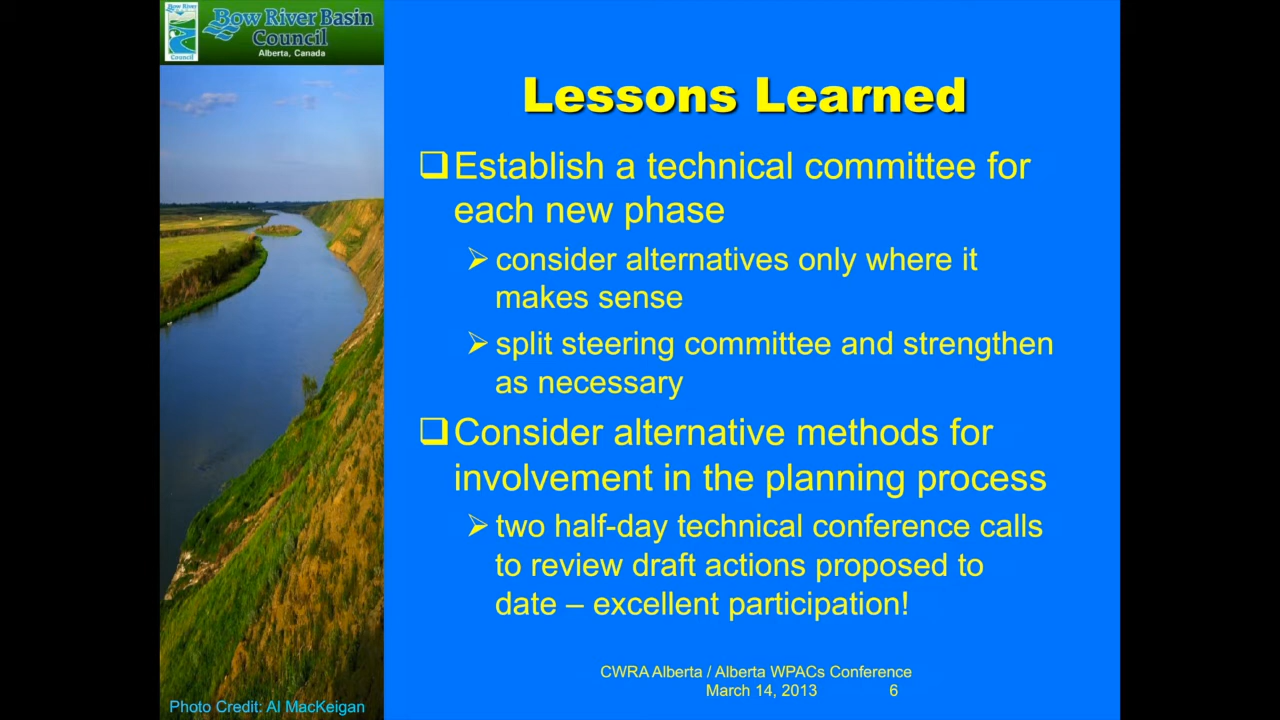 Bow River
Council
Bow River Basin
Council
Alberta, Canada
Lessons Learned
Establish a technical committee for
each new phase
consider alternatives only where it
makes sense
split steering committee and strengthen
as necessary
Consider alternative methods for
involvement in the planning process
two half-day technical conference calls
to review draft actions proposed to
date – excellent participation!
CWRA Alberta / Alberta WPACs Conference
March 14, 2013 6
Photo Credit: Al MacKeigan